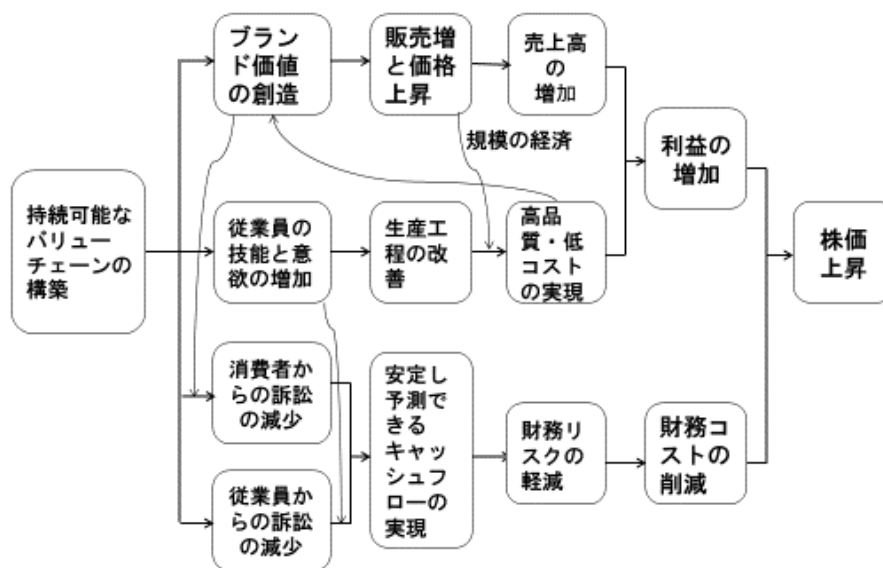 ブラン
ド価値
の創造
販売増
と価格
上昇
売上高
の
増加
規模の経済
利益の
増加
持続可能な
バリュー
チェーンの
構築
従業員の
技能と意
欲の増加
生産工
程の改
善
高品
質・低
コスト
の実現
株価
上昇
消費者か
らの訴訟
の減少
安定し
予測で
きる
キャッ
シュフ
ローの
実現
財務リ
スクの
軽減
財務コ
ストの
削減
従業員か
らの訴訟
の減少